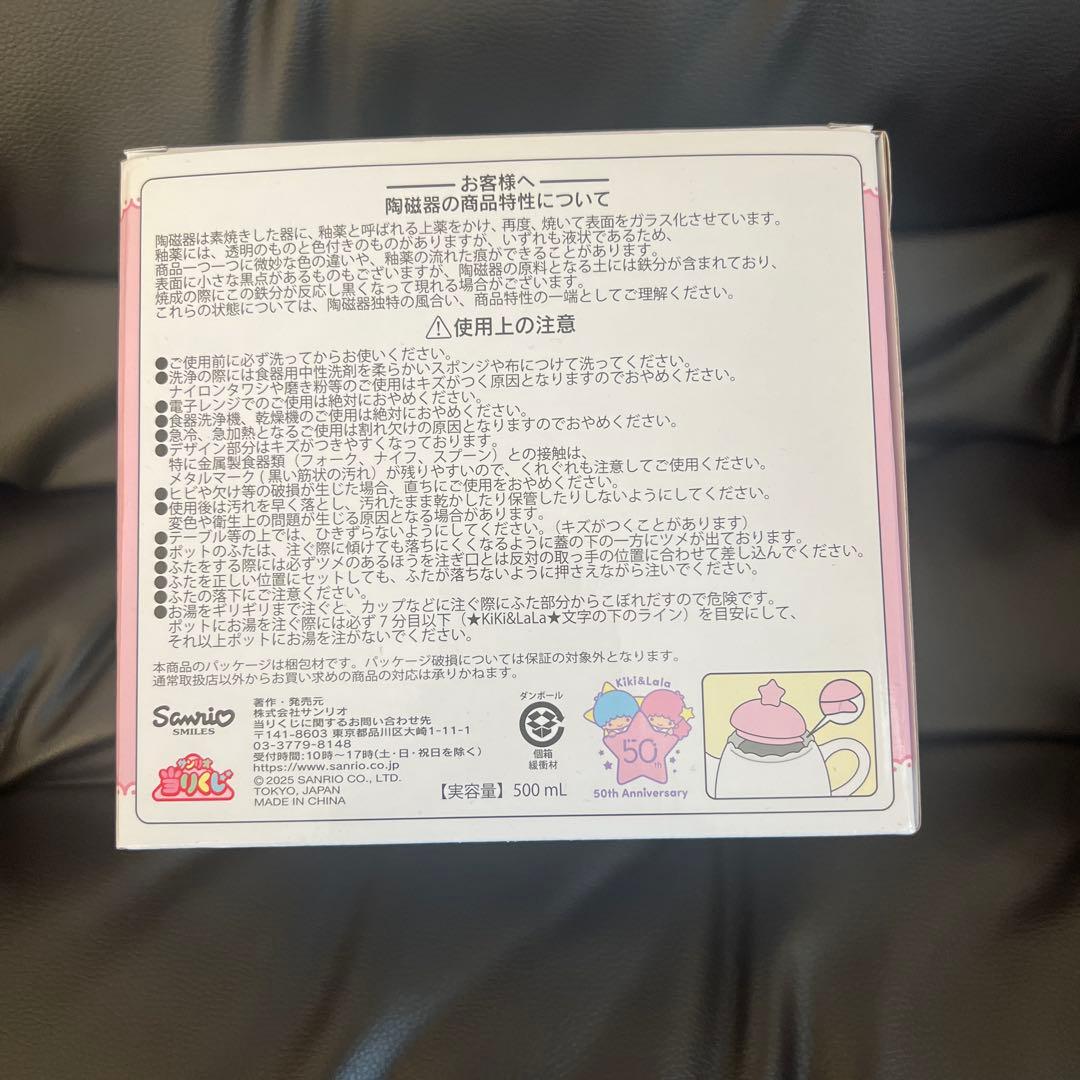 お客様へ
陶磁器の商品特性について
陶磁器は素焼きした器に、釉薬と呼ばれる上薬をかけ、再度、焼いて表面をガラス化させています。
釉薬には、透明のものと色付きのものがありますが、いずれも液状であるため、
商品一つ一つに微妙な色の違いや、釉薬の流れた痕ができることがあります。
表面に小さな黒点があるものもございますが、陶磁器の原料となる土には鉄分が含まれており、
焼成の際にこの鉄分が反応し黒くなって現れる場合がございます。
これらの状態については、陶磁器独特の風合い、商品特性の一端としてご理解ください。
⚠使用上の注意
●ご使用前に必ず洗ってからお使いください。
●洗浄の際には食器用中性洗剤を柔らかいスポンジや布につけて洗ってください。
ナイロンタワシや磨き粉等のご使用はキズがつく原因となりますのでおやめください。
●電子レンジでのご使用は絶対におやめください。
●食器洗浄機、乾燥機のご使用は絶対におやめください。
●急冷、急加熱となるご使用は割れ欠けの原因となりますのでおやめください。
●デザイン部分はキズがつきやすくなっております。
特に金属製食器類（フォーク、ナイフ、スプーン）との接触は、
メタルマーク(黒い筋状の汚れ）が残りやすいので、くれぐれも注意してご使用ください。
●ヒビや欠け等の破損が生じた場合、直ちにご使用をおやめください。
●使用後は汚れを早く落とし、汚れたまま乾かしたり保管したりしないようにしてください。
変色や衛生上の問題が生じる原因となる場合があります。
●テーブル等の上では、ひきずらないようにしてください。（キズがつくことがあります）
●ポットのふたは、注ぐ際に傾けても落ちにくくなるように蓋の下の一方にツメが出ております。
●ふたをする際には必ずツメのあるほうを注ぎ口とは反対の取っ手の位置に合わせて差し込んでください。
●ふたを正しい位置にセットしても、ふたが落ちないように押さえながら注いでください。
●ふたの落下にご注意ください。
●お湯をギリギリまで注ぐと、カップなどに注ぐ際にふた部分からこぼれだすので危険です。
ポットにお湯を注ぐ際には必ず７分目以下（★KiKi&LaLa★文字の下のライン）を目安にして、
それ以上ポットにお湯を注がないでください。
本商品のパッケージは梱包材です。パッケージ破損については保証の対象外となります。
通常取扱店以外からお買い求めの商品の対応は承りかねます。
Sanrio
SMILES
サンリオ
当りくじ
著作・発売元
株式会社サンリオ
当りくじに関するお問い合わせ先
〒141-8603 東京都品川区大崎1-11-1
03-3779-8148
受付時間:10時〜17時(土・日・祝日を除く)
https://www.sanrio.co.jp
©2025 SANRIO CO., LTD.
TOKYO, JAPAN
MADE IN CHINA
ダンボール
個箱
緩衝材
【実容量】500 mL
Kiki&Lala
50th
50th Anniversary